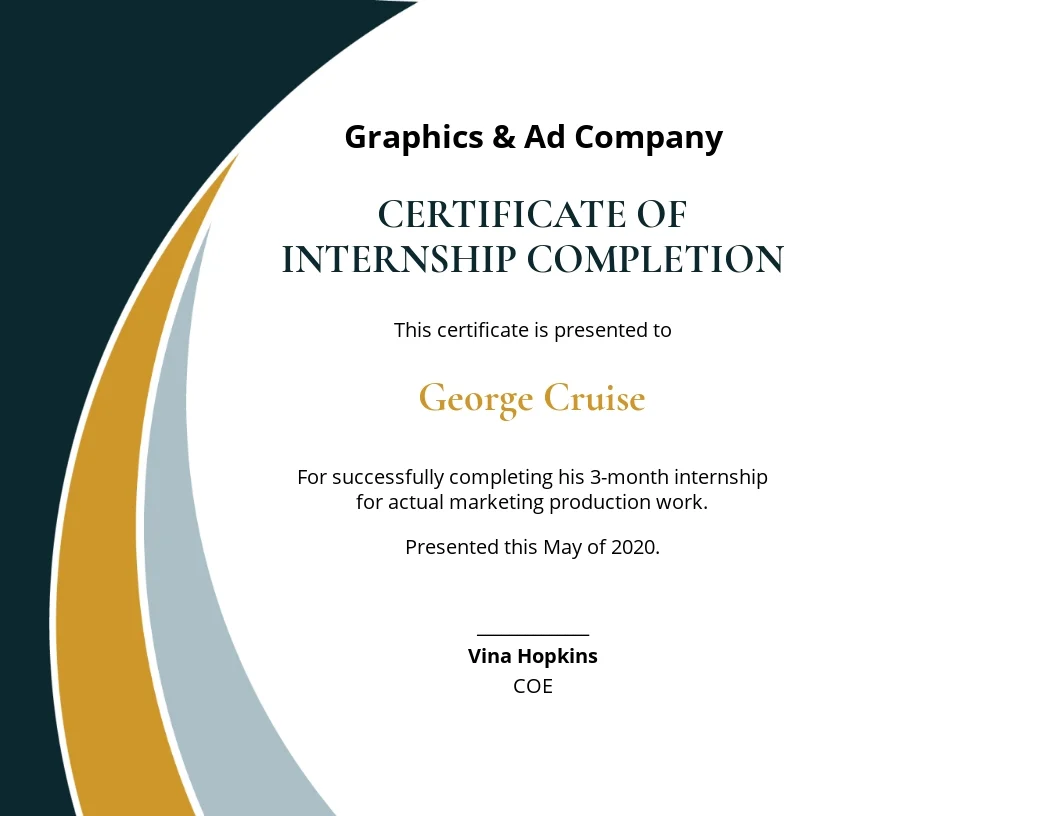 Graphics & Ad Company
CERTIFICATE OF
INTERNSHIP COMPLETION
This certificate is presented to
George Cruise
For successfully completing his 3-month internship
for actual marketing production work.
Presented this May of 2020.
Vina Hopkins
COE